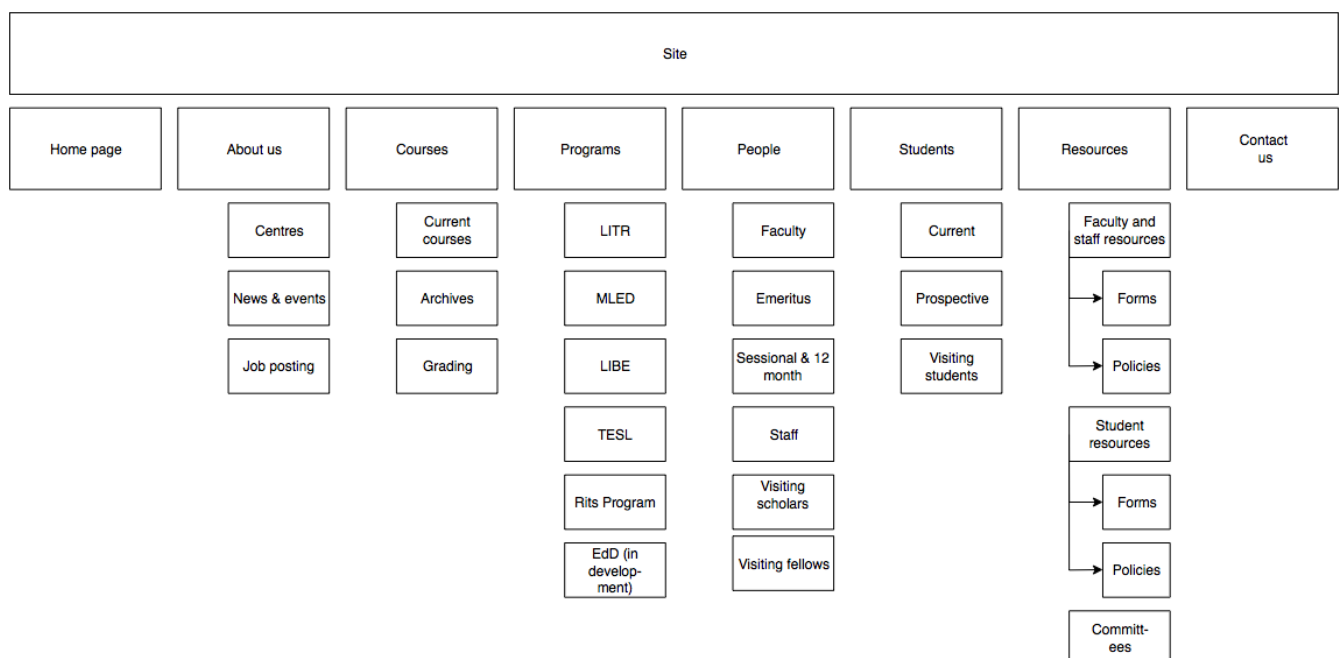 Site
Home page
About us
Courses
Programs
People
Students
Resources
Contact
us
Centres
News & events
Job posting
Current
courses
Archives
Grading
LITR
MLED
LIBE
TESL
Rits Program
EdD (in
develop-
ment)
Faculty
Emeritus
Sessional & 12
month
Staff
Visiting
scholars
Visiting fellows
Current
Prospective
Visiting
students
Faculty and
staff resources
Forms
Policies
Student
resources
Forms
Policies
Committ-
ees